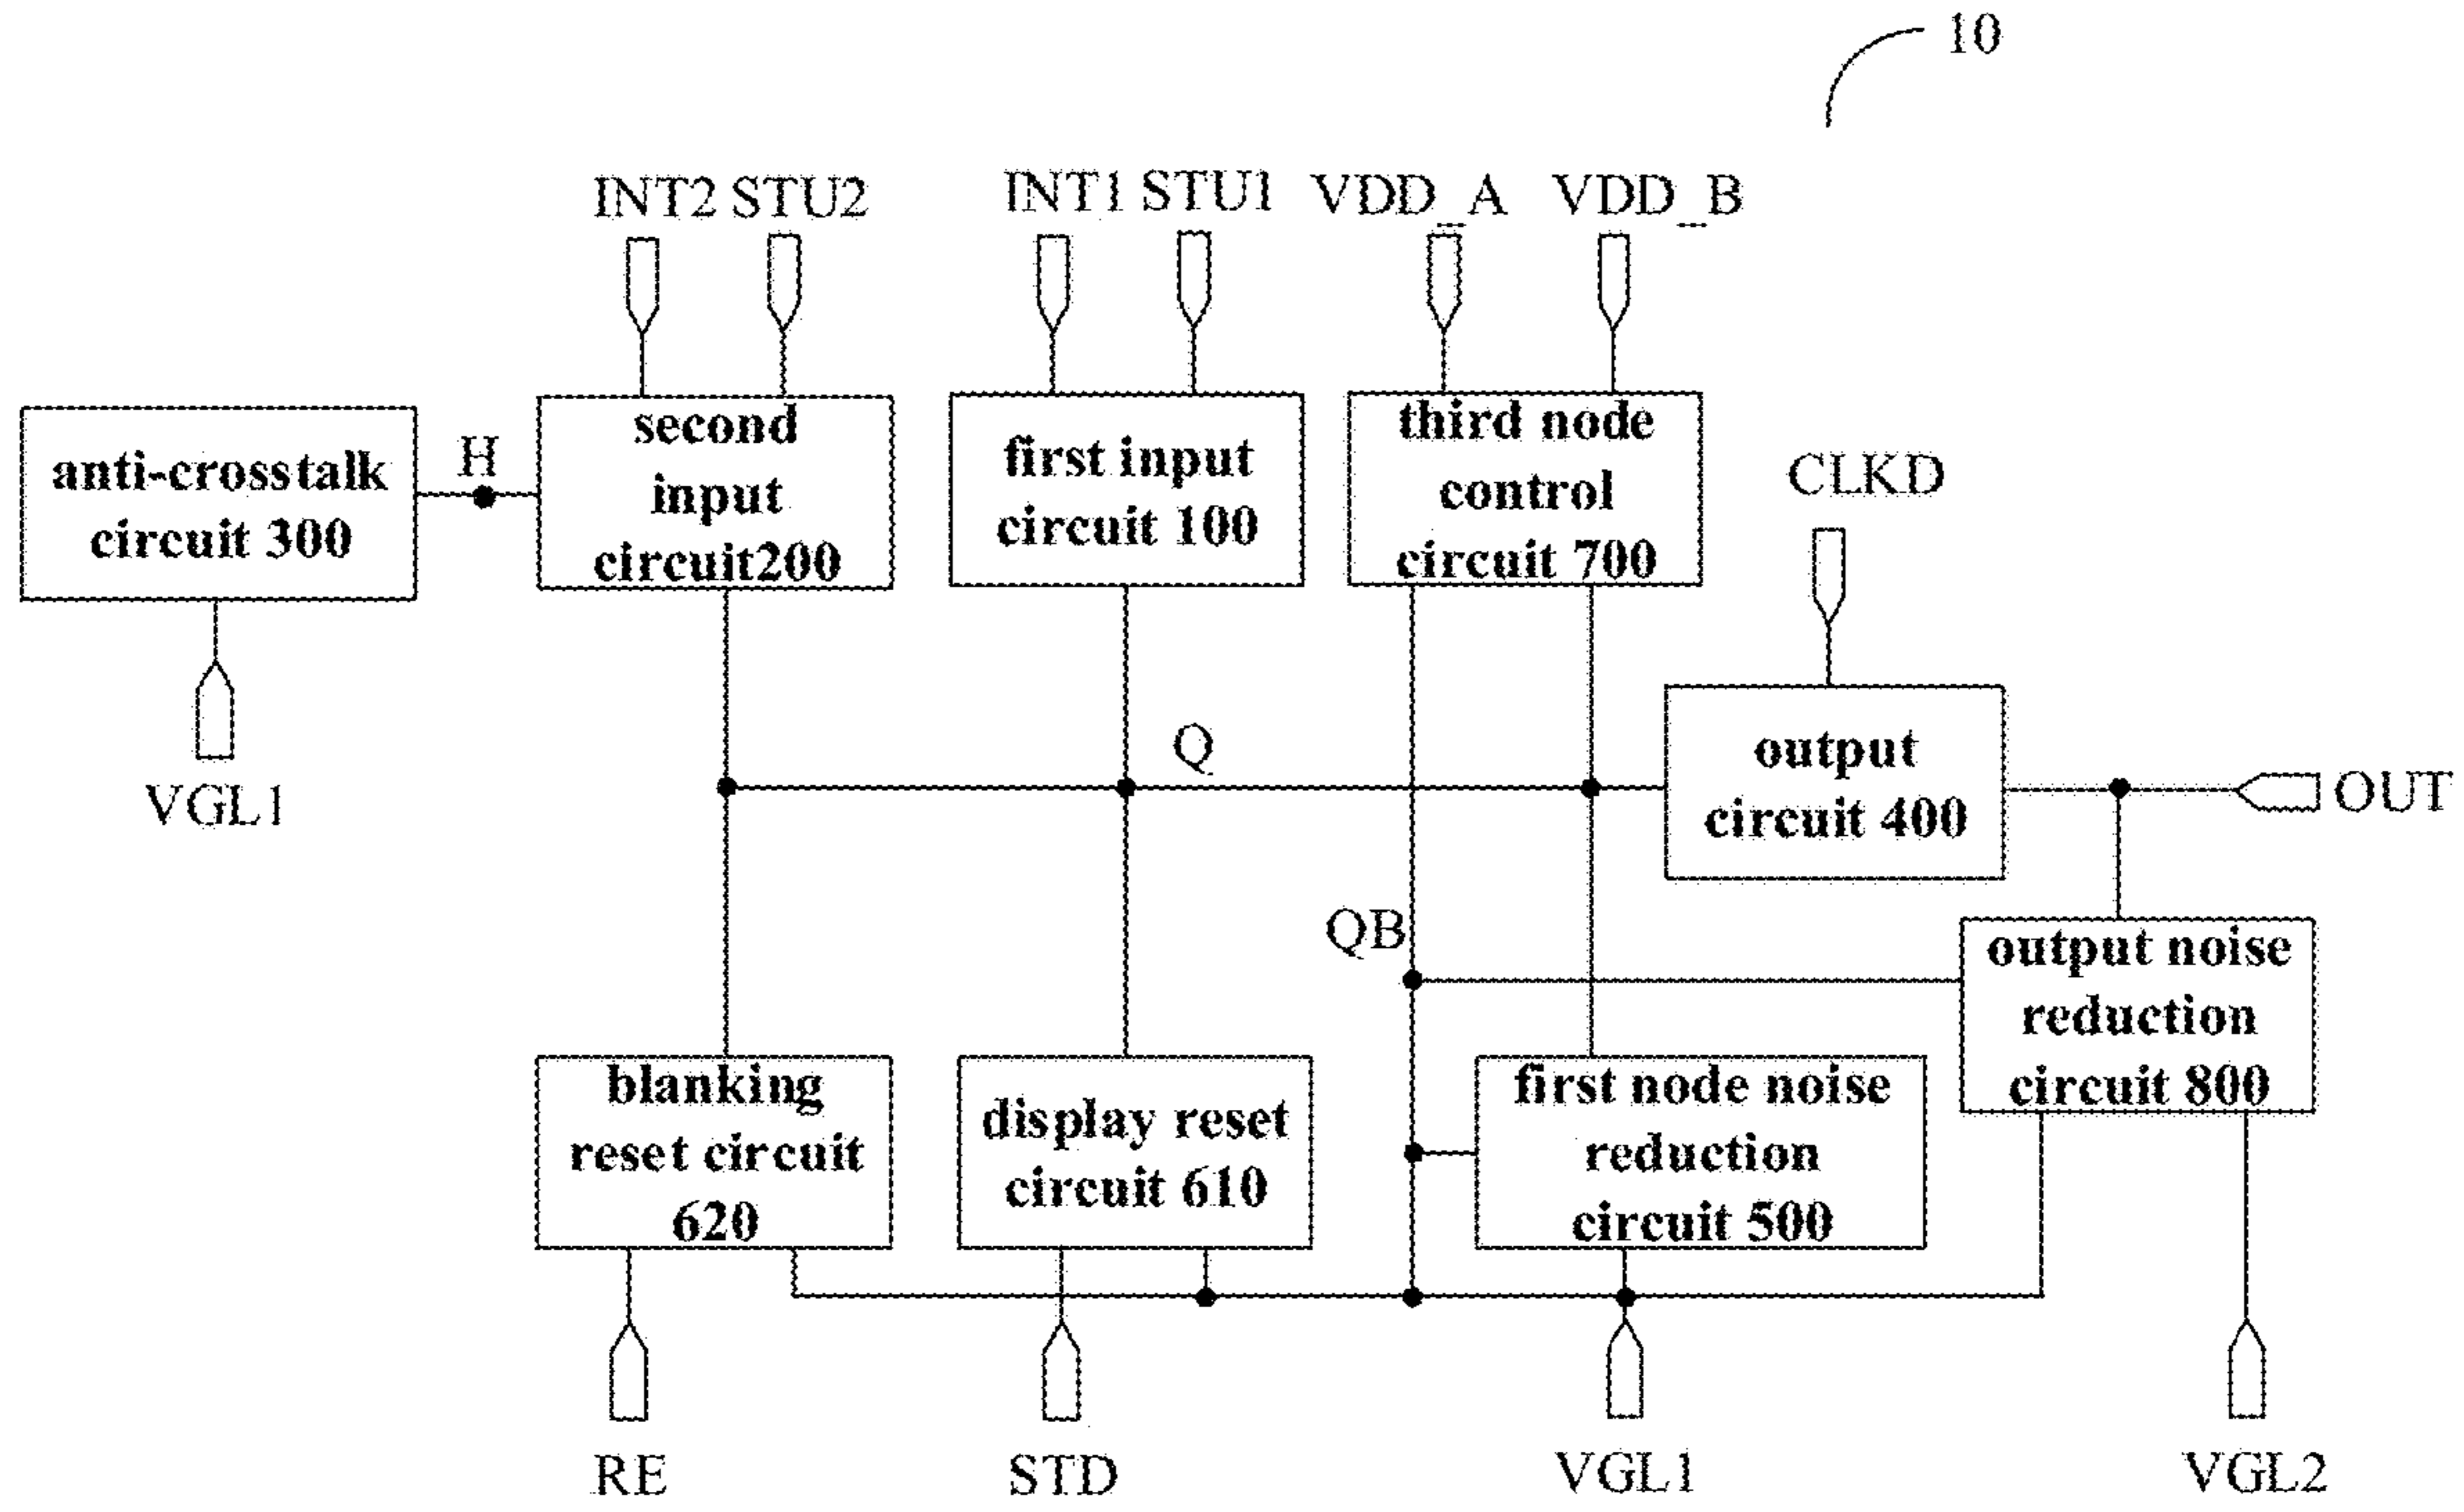 10
INT2 STU2
INT1 STU1
VDD_A
VDD_B
anti-crosstalk
circuit 300
H
second
input
circuit200
first input
circuit 100
third node
control
circuit 700
CLKD
VGL1
Q
output
circuit 400
OUT
QB
output noise
reduction
circuit 800
blanking
reset circuit
620
display reset
circuit 610
first node noise
reduction
circuit 500
RE
STD
VGL1
VGL2